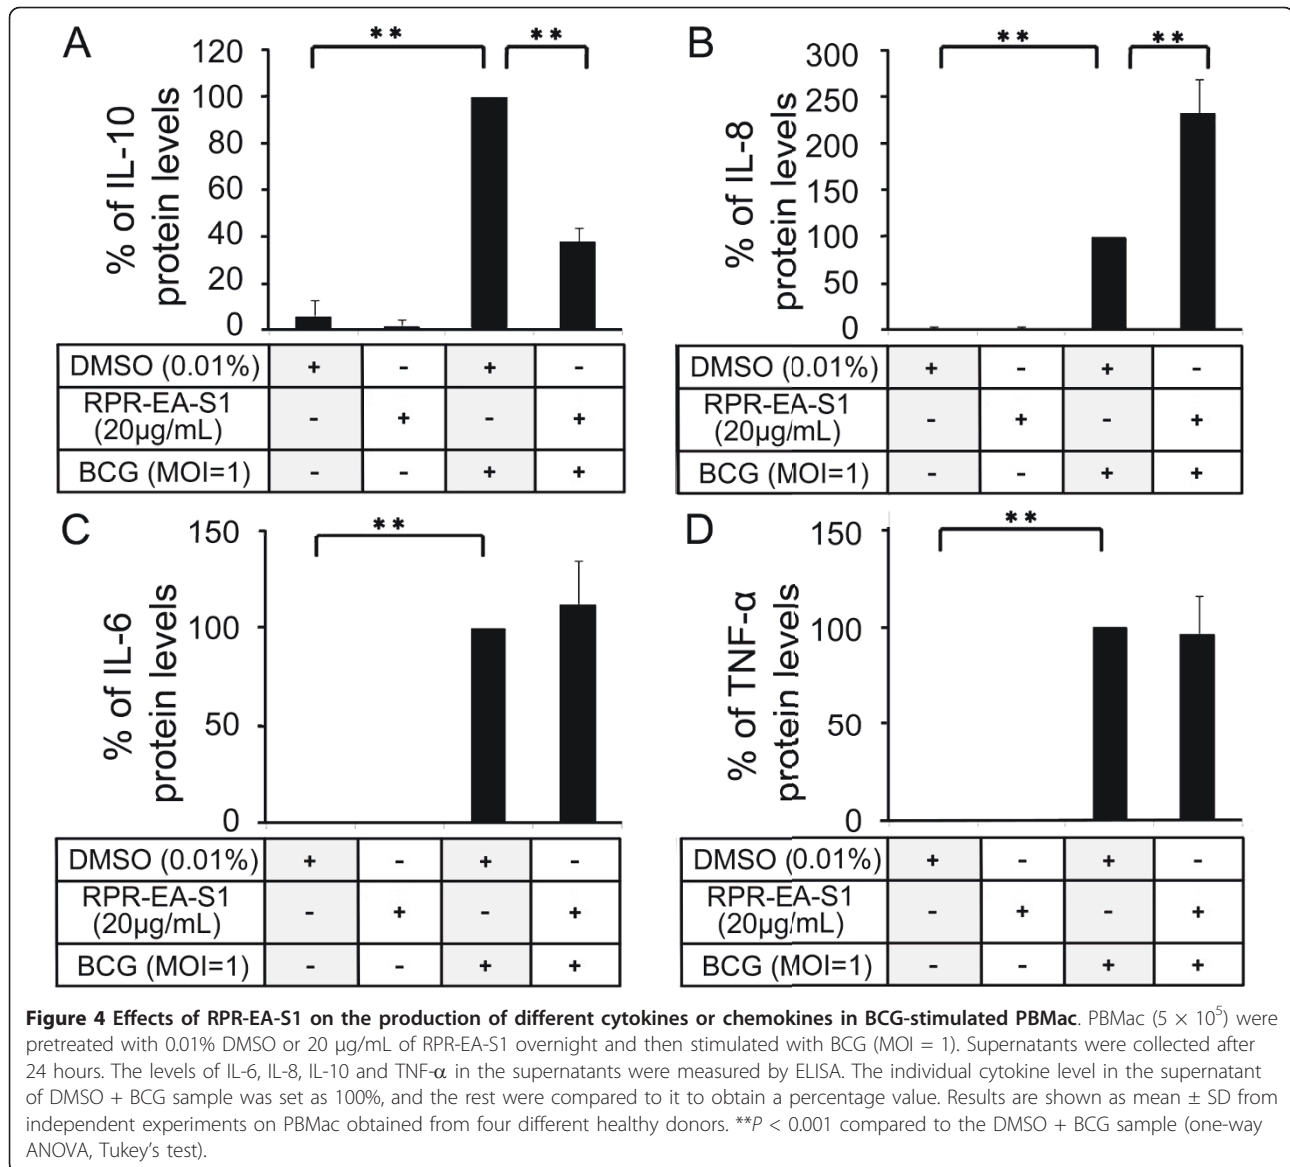 A
% of IL-10
protein levels
120
100
80
60
40
20
0
**
**
DMSO (0.01%) + - + -
RPR-EA-S1
(20µg/mL) - + - +
BCG (MOI=1) - - + +
B
% of IL-8
protein levels
300
250
200
150
100
50
0
**
**
DMSO (0.01%) + - + -
RPR-EA-S1
(20µg/mL) - + - +
BCG (MOI=1) - - + +
C
% of IL-6
protein levels
150
100
50
0
**
DMSO (0.01%) + - + -
RPR-EA-S1
(20µg/mL) - + - +
BCG (MOI=1) - - + +
D
% of TNF-α
protein levels
150
100
50
0
**
DMSO (0.01%) + - + -
RPR-EA-S1
(20µg/mL) - + - +
BCG (MOI=1) - - + +
Figure 4 Effects of RPR-EA-S1 on the production of different cytokines or chemokines in BCG-stimulated PBMac. PBMac (5 × 10⁵) were
pretreated with 0.01% DMSO or 20 μg/mL of RPR-EA-S1 overnight and then stimulated with BCG (MOI = 1). Supernatants were collected after
24 hours. The levels of IL-6, IL-8, IL-10 and TNF-α in the supernatants were measured by ELISA. The individual cytokine level in the supernatant
of DMSO + BCG sample was set as 100%, and the rest were compared to it to obtain a percentage value. Results are shown as mean ± SD from
independent experiments on PBMac obtained from four different healthy donors. **P < 0.001 compared to the DMSO + BCG sample (one-way
ANOVA, Tukey's test).